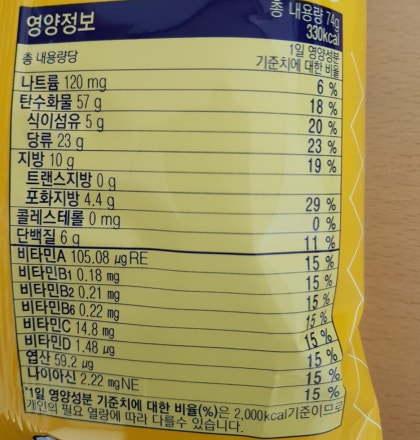 영양정보
총 내용량 74g
330kcal
총 내용량당
1일 영양성분
기준치에 대한 비율
나트륨 120 mg 6 %
탄수화물 57 g 18 %
식이섬유 5 g 20 %
당류 23 g 23 %
지방 10 g 19 %
트랜스지방 0 g
포화지방 4.4 g 29 %
콜레스테롤 0 mg 0 %
단백질 6 g 11 %
비타민A 105.08 μgRE 15 %
비타민B1 0.18 mg 15 %
비타민B2 0.21 mg 15 %
비타민B6 0.22 mg 15 %
비타민C 14.8 mg 15 %
비타민D 1.48 μg 15 %
엽산 59.2 μg 15 %
나이아신 2.22 mgNE 15 %
*1일 영양성분 기준치에 대한 비율(%)은 2,000kcal기준이므로
개인의 필요 열량에 따라 다를수 있습니다.